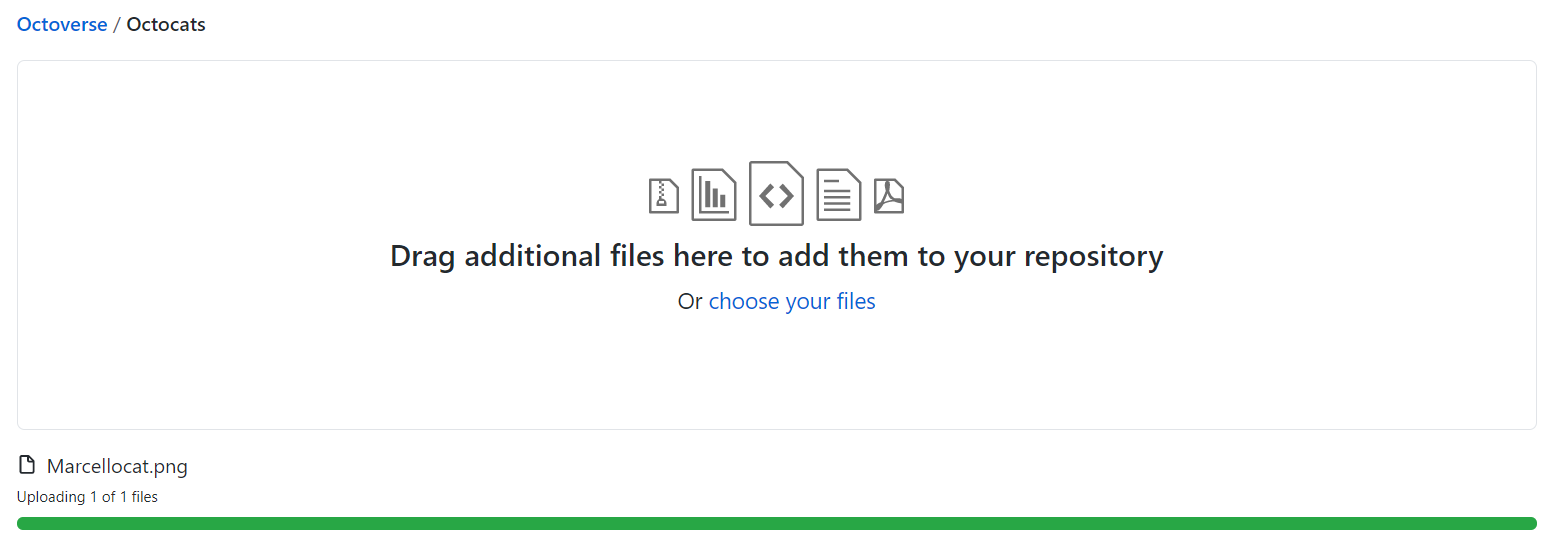 Octoverse / Octocats
Drag additional files here to add them to your repository
Or choose your files
Marcellocat.png
Uploading 1 of 1 files